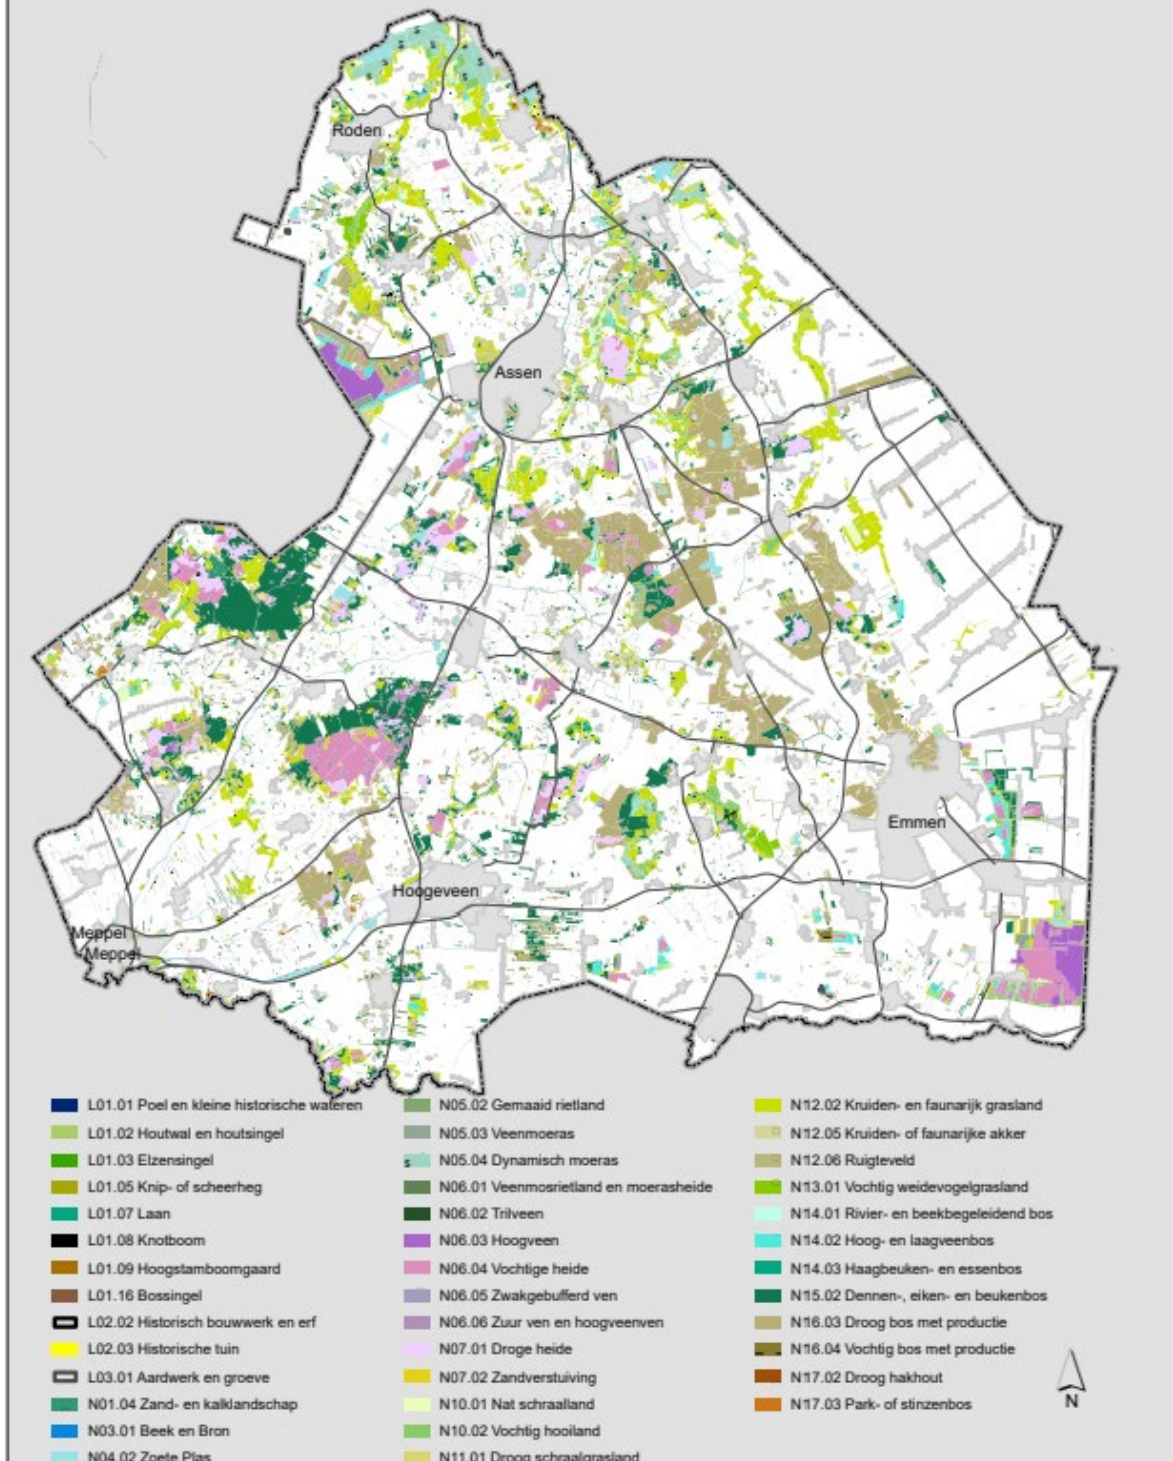 Roden
Assen
Emmen
Hoogeveen
Meppel
Meppel
L01.01 Poel en kleine historische wateren
L01.02 Houtwal en houtsingel
L01.03 Elzensingel
L01.05 Knip- of scheerheg
L01.07 Laan
L01.08 Knotboom
L01.09 Hoogstamboomgaard
L01.16 Bossingel
L02.02 Historisch bouwwerk en erf
L02.03 Historische tuin
L03.01 Aardwerk en groeve
N01.04 Zand- en kalklandschap
N03.01 Beek en Bron
N04.02 Zoete Plas
N05.02 Gemaaid rietland
N05.03 Veenmoeras
N05.04 Dynamisch moeras
N06.01 Veenmosrietland en moerasheide
N06.02 Trilveen
N06.03 Hoogveen
N06.04 Vochtige heide
N06.05 Zwakgebufferd ven
N06.06 Zuur ven en hoogveenven
N07.01 Droge heide
N07.02 Zandverstuiving
N10.01 Nat schraalland
N10.02 Vochtig hooiland
N11.01 Droog schraalgrasland
N12.02 Kruiden- en faunarijk grasland
N12.05 Kruiden- of faunarijke akker
N12.06 Ruigteveld
N13.01 Vochtig weidevogelgrasland
N14.01 Rivier- en beekbegeleidend bos
N14.02 Hoog- en laagveenbos
N14.03 Haagbeuken- en essenbos
N15.02 Dennen-, eiken- en beukenbos
N16.03 Droog bos met productie
N16.04 Vochtig bos met productie
N17.02 Droog hakhout
N17.03 Park- of stinzenbos
N